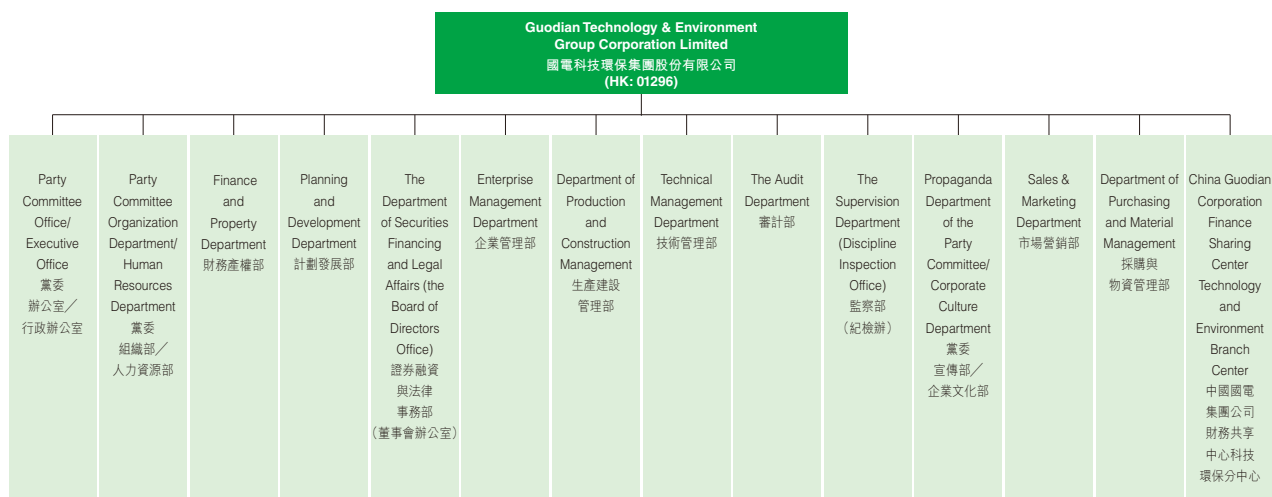 Guodian Technology & Environment
Group Corporation Limited
國電科技環保集團股份有限公司
(HK: 01296)
Party
Committee
Office/
Executive
Office
黨委
辦公室／
行政辦公室
Party
Committee
Organization
Department/
Human
Resources
Department
黨委
組織部／
人力資源部
Finance
and
Property
Department
財務產權部
Planning
and
Development
Department
計劃發展部
The
Department
of Securities
Financing
and Legal
Affairs (the
Board of
Directors
Office)
證券融資
與法律
事務部
（董事會辦公室）
Enterprise
Management
Department
企業管理部
Department of
Production
and
Construction
Management
生產建設
管理部
Technical
Management
Department
技術管理部
The Audit
Department
審計部
The
Supervision
Department
(Discipline
Inspection
Office)
監察部
（紀檢辦）
Propaganda
Department
of the
Party
Committee/
Corporate
Culture
Department
黨委
宣傳部／
企業文化部
Sales &
Marketing
Department
市場營銷部
Department of
Purchasing
and Material
Management
採購與
物資管理部
China Guodian
Corporation
Finance
Sharing
Center
Technology
and
Environment
Branch
Center
中國國電
集團公司
財務共享
中心科技
環保分中心